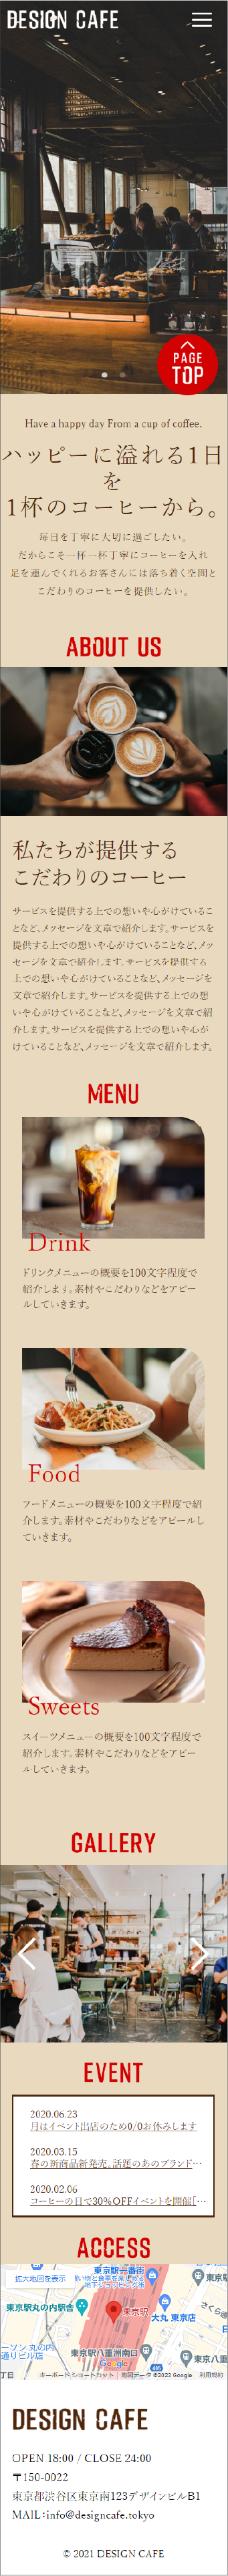 DESIGN CAFE
PAGE
TOP
Have a happy day From a cup of coffee.
ハッピーに溢れる1日
を
1杯のコーヒーから。
毎日を丁寧に大切に過ごしたい。
だからこそ一杯一杯丁寧にコーヒーを入れ
足を運んでくれるお客さんには落ち着く空間と
こだわりのコーヒーを提供したい。
ABOUT US
私たちが提供する
こだわりのコーヒー
サービスを提供する上での想いや心がけているこ
となど、メッセージを文章で紹介します。サービスを
提供する上での想いや心がけていることなど、メッ
セージを文章で紹介します。サービスを提供する
上での想いや心がけていることなど、メッセージを
文章で紹介します。サービスを提供する上での想
いや心がけていることなど、メッセージを文章で紹
介します。サービスを提供する上での想いや心が
けていることなど、メッセージを文章で紹介します。
MENU
Drink
ドリンクメニューの概要を100文字程度で
紹介します。素材やこだわりなどをアピー
ルしていきます。
Food
フードメニューの概要を100文字程度で紹
介します。素材やこだわりなどをアピールし
ていきます。
Sweets
スイーツメニューの概要を100文字程度で
紹介します。素材やこだわりなどをアピー
ルしていきます。
GALLERY
EVENT
2020.06.23
月はイベント出店のため0/0お休みします
2020.03.15
春の新商品新発売。話題のあのブランド…
2020.02.06
コーヒーの日で30%OFFイベントを開催[…
ACCESS
東京駅一番街
拡大地図を表示
東京駅丸の内駅舎
東京駅
大丸 東京店
東京駅八重洲南口
Google
キーボード ショートカット
地図データ ©2022 Google
利用規約
DESIGN CAFE
OPEN 18:00 / CLOSE 24:00
〒150-0022
東京都渋谷区東京南123デザインビルB1
MAIL:info@designcafe.tokyo
© 2021 DESIGN CAFE